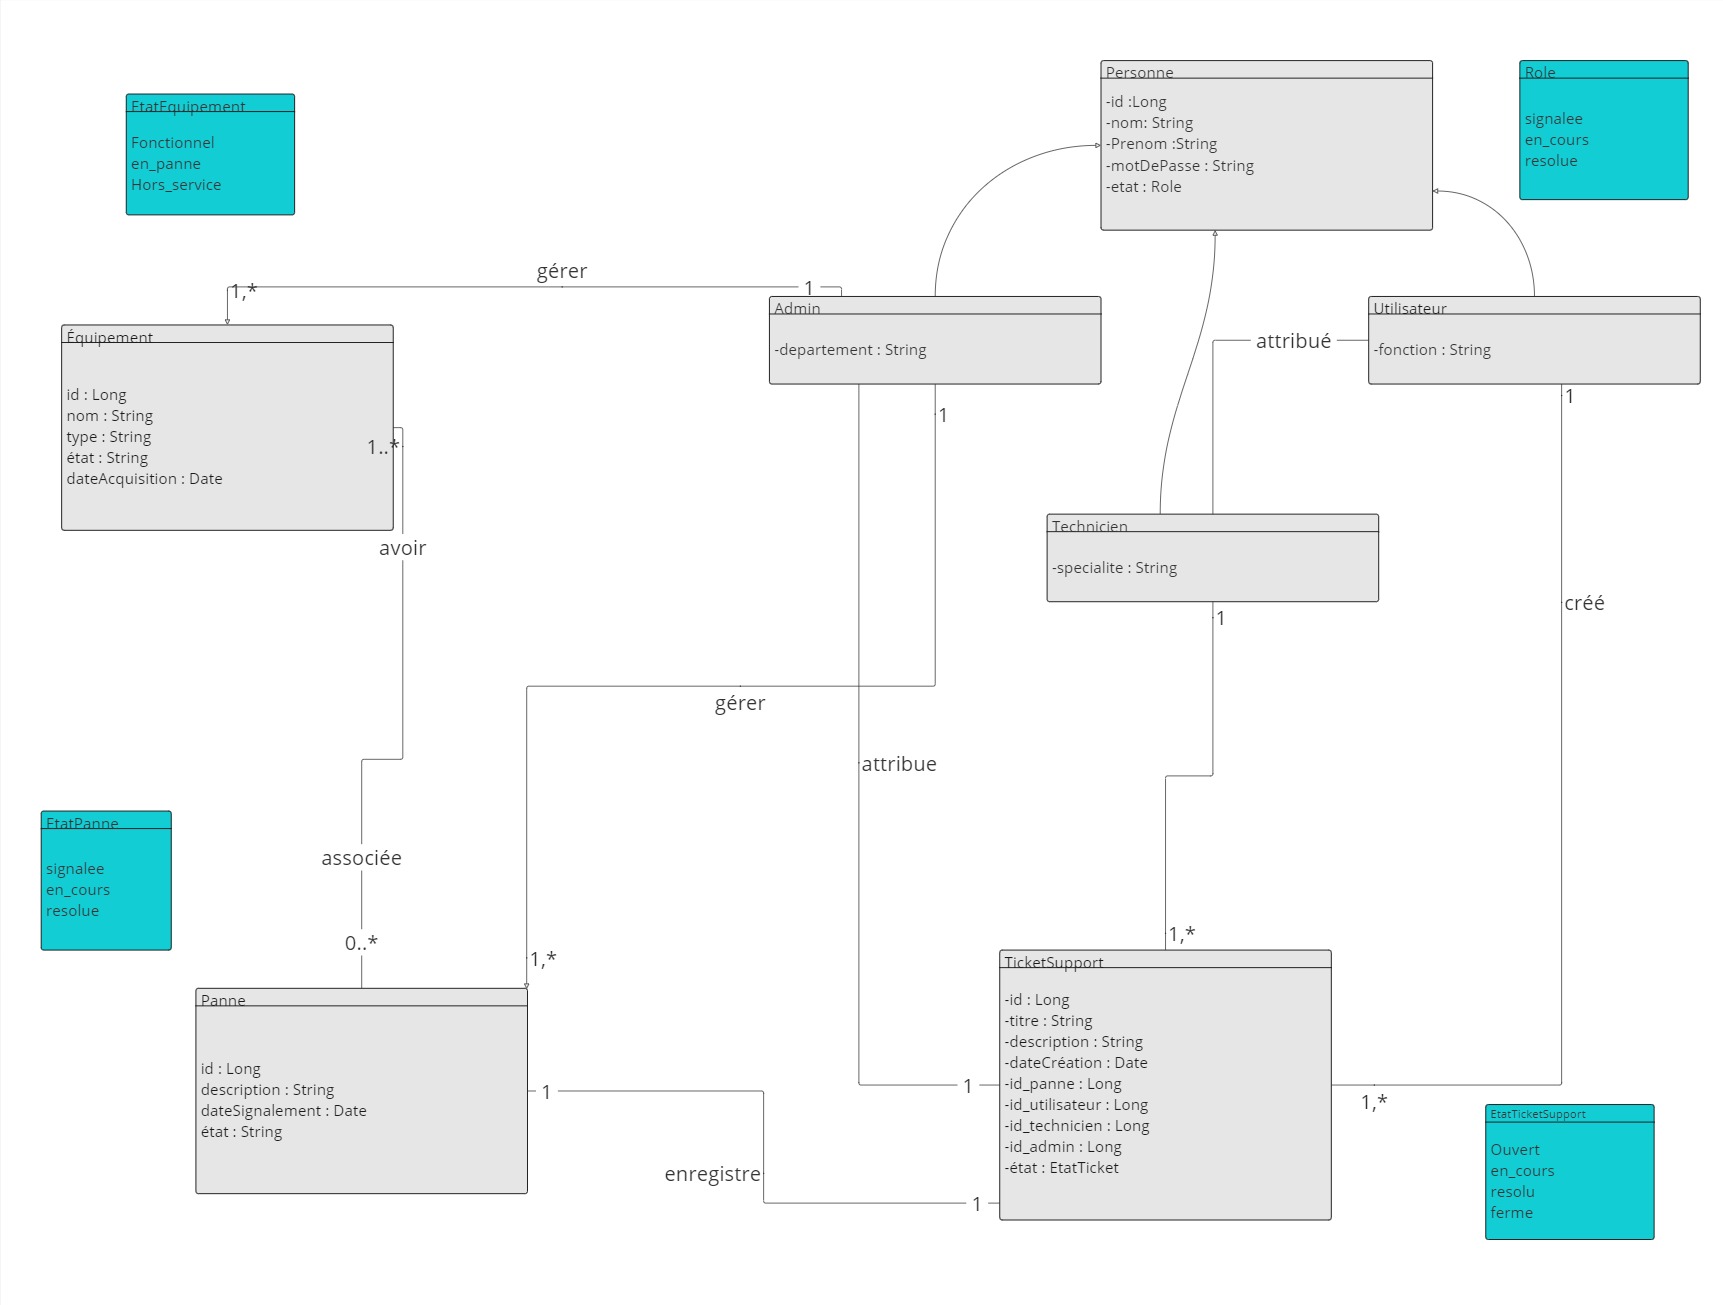 Personne
-id :Long
-nom: String
-Prenom :String
-motDePasse : String
-etat : Role
Role
signalee
en_cours
resolue
EtatEquipement
Fonctionnel
en_panne
Hors_service
gérer
1,*
1
Admin
-departement : String
Utilisateur
-fonction : String
attribué
Équipement
id : Long
nom : String
type : String
état : String
dateAcquisition : Date
1..*
1
1
avoir
Technicien
-specialite : String
1
créé
gérer
attribue
EtatPanne
signalee
en_cours
resolue
associée
0..*
1,*
1,*
Panne
id : Long
description : String
dateSignalement : Date
état : String
TicketSupport
-id : Long
-titre : String
-description : String
-dateCréation : Date
-id_panne : Long
-id_utilisateur : Long
-id_technicien : Long
-id_admin : Long
-état : EtatTicket
1
1
1,*
enregistre
1
EtatTicketSupport
Ouvert
en_cours
resolu
ferme